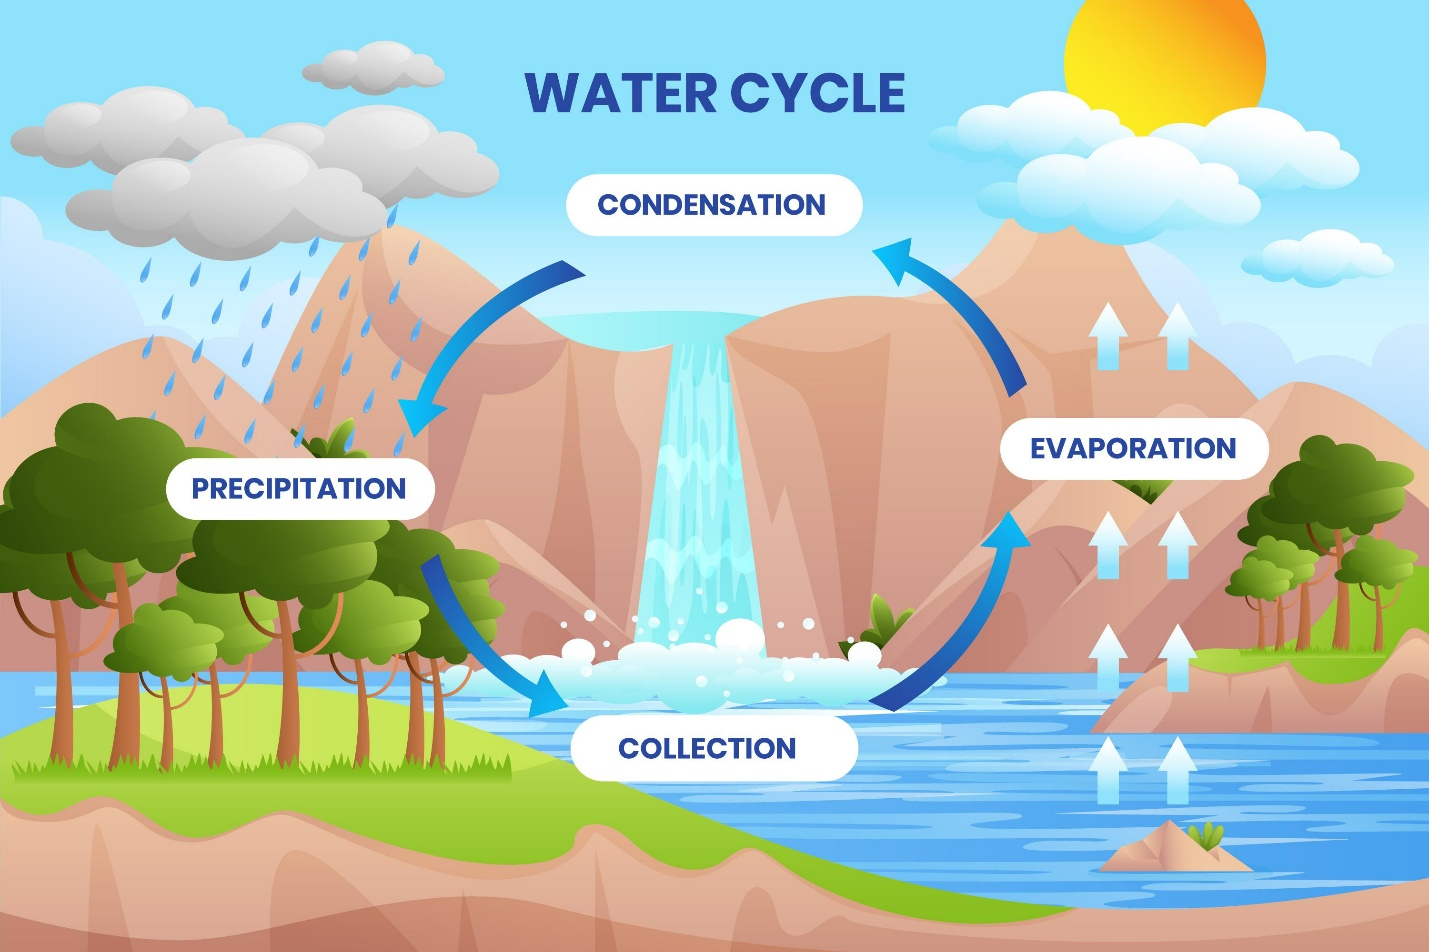 WATER CYCLE
CONDENSATION
EVAPORATION
PRECIPITATION
COLLECTION